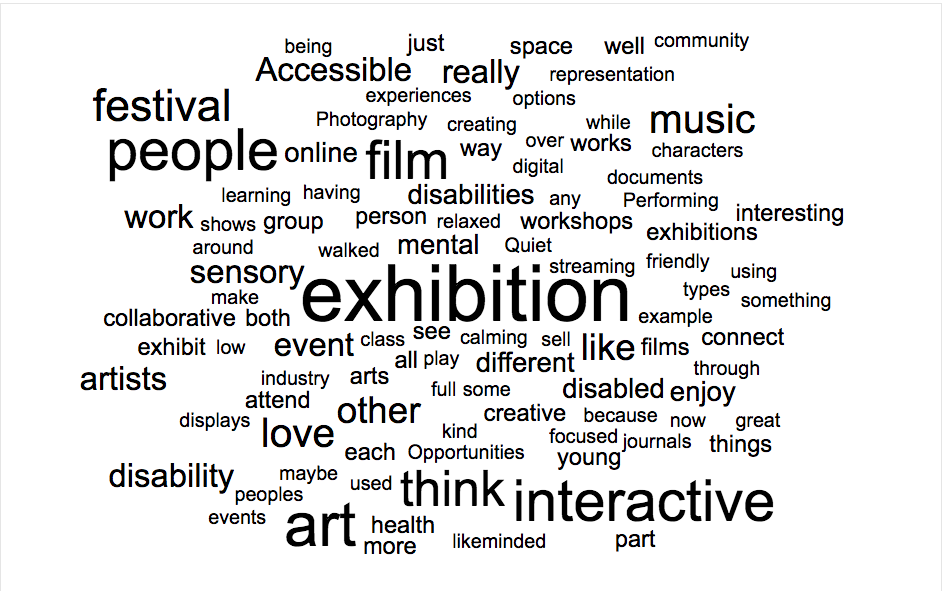 being just space well community
Accessible really representation
festival experiences options
Photography creating while music
people online film way over works characters
digital documents
learning having disabilities any Performing
work shows group person relaxed workshops interesting
around walked mental Quiet exhibitions
sensory exhibition streaming friendly using
make types something
collaborative both example
exhibit low event class see calming sell like films connect
all play different through
artists industry arts full some disabled enjoy
attend other creative because now great
displays love kind focused journals things
each Opportunities young
disability maybe used think interactive
peoples
events art health
more likeminded part